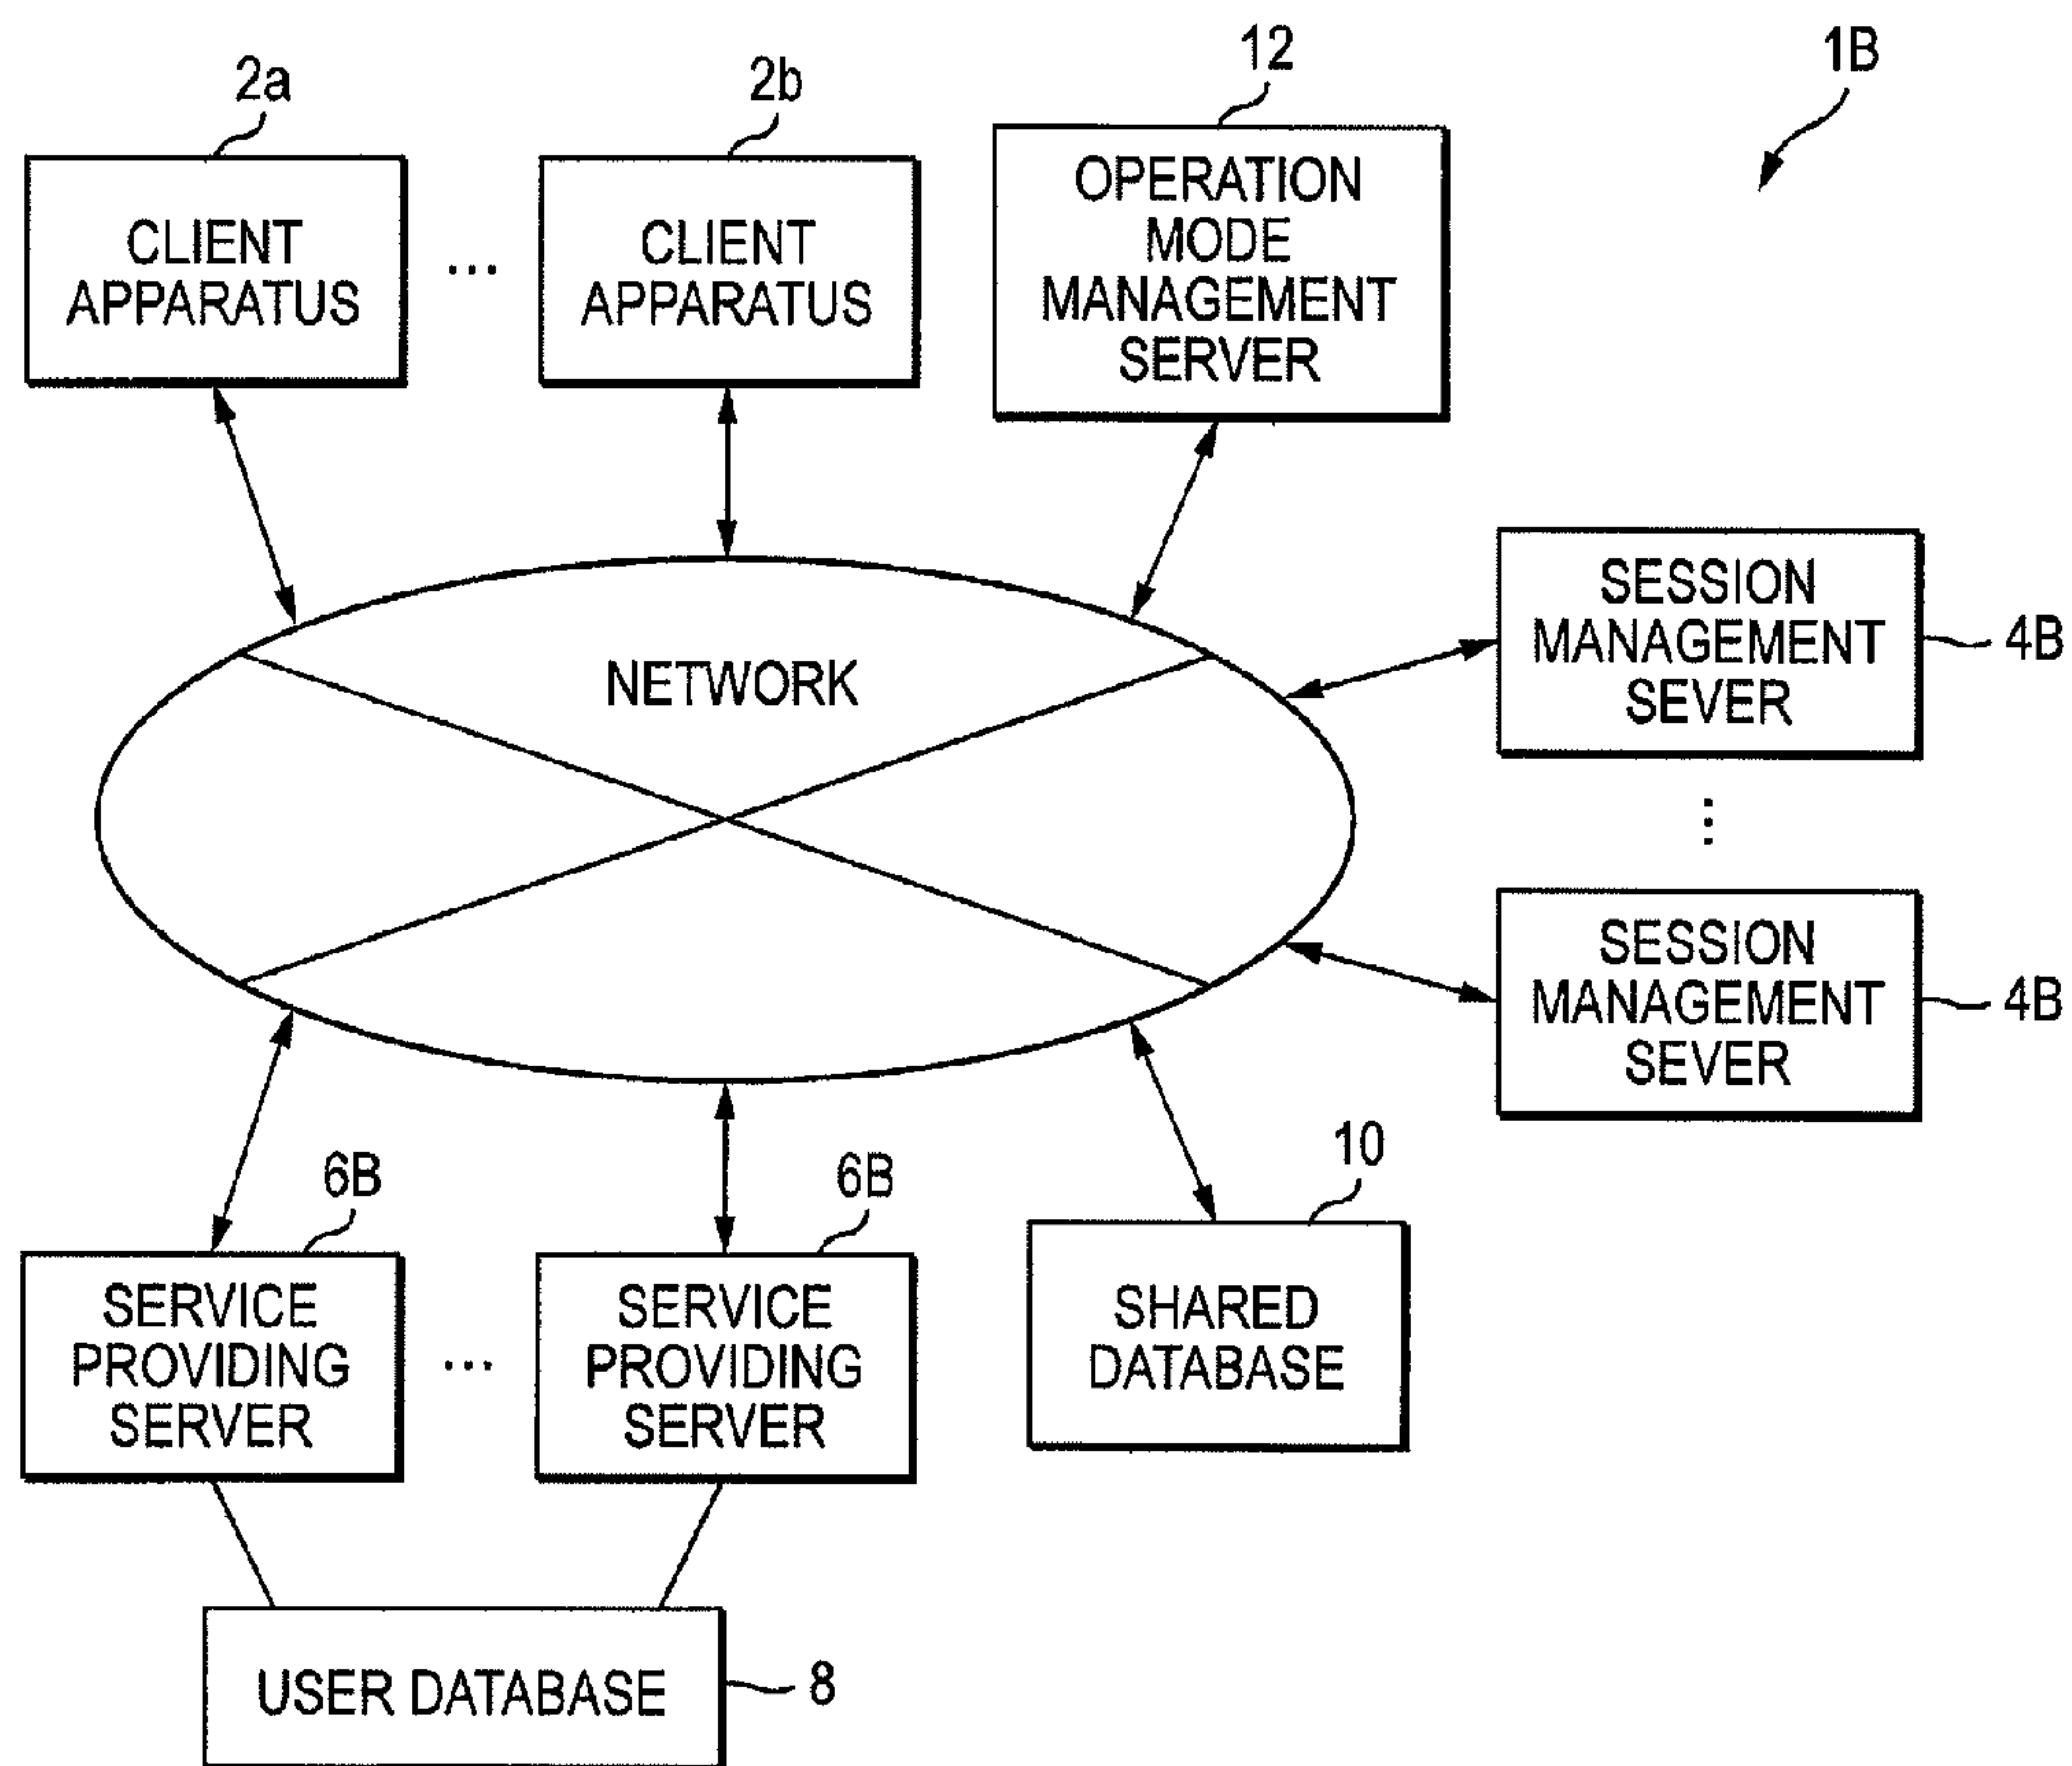 2a
2b
12
1B
CLIENT
APPARATUS
...
CLIENT
APPARATUS
OPERATION
MODE
MANAGEMENT
SERVER
NETWORK
SESSION
MANAGEMENT
SEVER
4B
...
SESSION
MANAGEMENT
SEVER
4B
6B
6B
10
SERVICE
PROVIDING
SERVER
...
SERVICE
PROVIDING
SERVER
SHARED
DATABASE
USER DATABASE
8